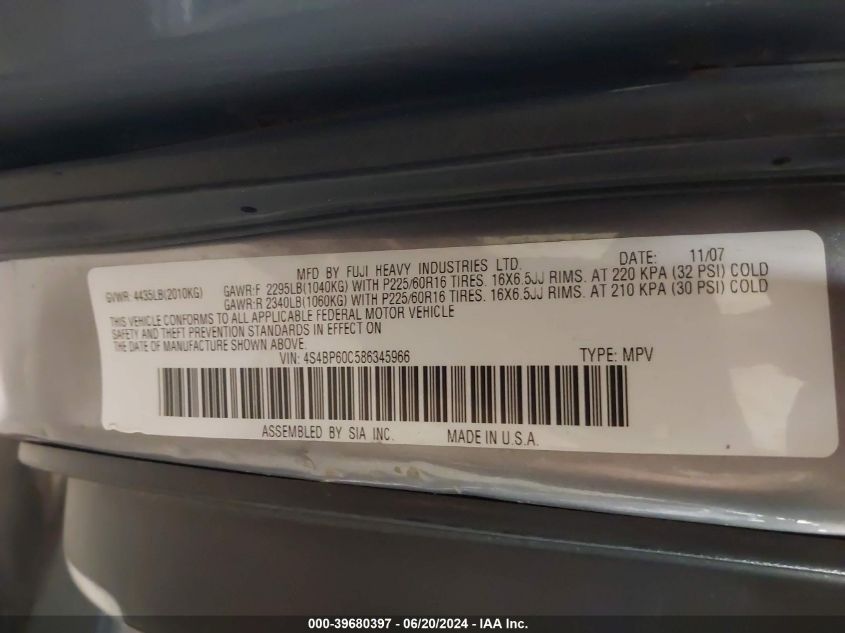 MFD BY FUJI HEAVY INDUSTRIES LTD. DATE: 11/07
GVWR: 4435LB(2010KG) GAWR:F 2295LB(1040KG) WITH P225/60R16 TIRES. 16X6.5JJ RIMS. AT 220 KPA (32 PSI) COLD
GAWR:R 2340LB(1060KG) WITH P225/60R16 TIRES. 16X6.5JJ RIMS. AT 210 KPA (30 PSI) COLD
THIS VEHICLE CONFORMS TO ALL APPLICABLE FEDERAL MOTOR VEHICLE
SAFETY AND THEFT PREVENTION STANDARDS IN EFFECT ON
THE DATE OF MANUFACTURE SHOWN ABOVE.
VIN: 4S4BP60C586345966 TYPE: MPV
ASSEMBLED BY SIA INC. MADE IN U.S.A.
000-39680397 - 06/20/2024 - IAA Inc.